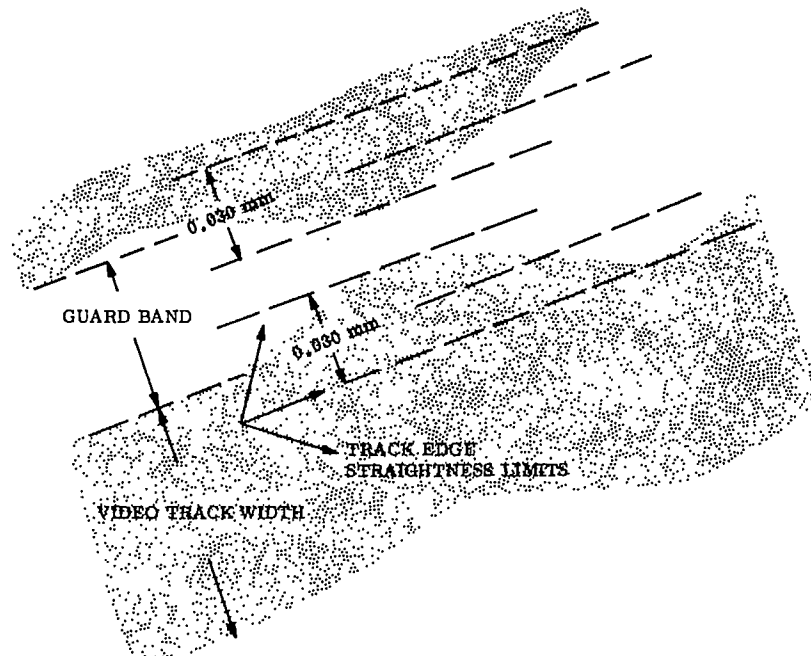 0.030 mm
GUARD BAND
0.030 mm
TRACK EDGE
STRAIGHTNESS LIMITS
VIDEO TRACK WIDTH